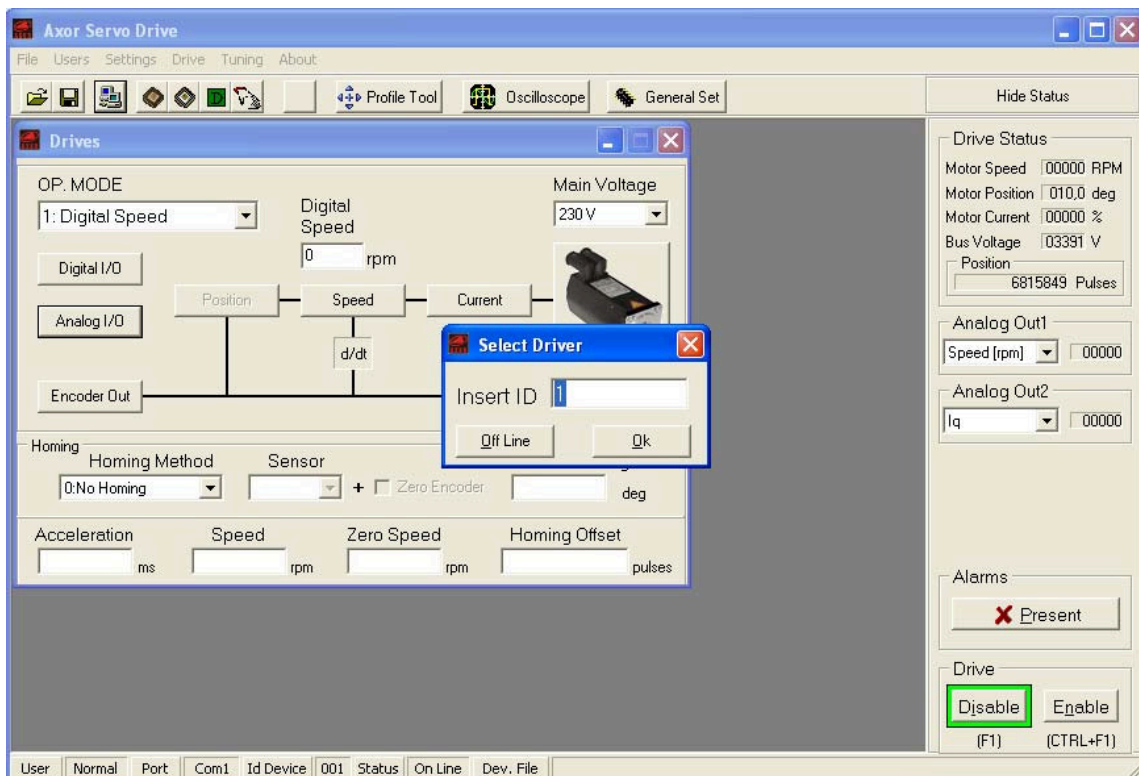 Axor Servo Drive
File Users Settings Drive Tuning About
Profile Tool Oscilloscope General Set Hide Status
Drives
OP. MODE
1: Digital Speed
Digital Speed
0 rpm
Main Voltage
230 V
Digital I/O
Analog I/O
Encoder Out
Position Speed Current
d/dt
Select Driver
Insert ID 1
Off Line Ok
Homing
Homing Method Sensor
0:No Homing + Zero Encoder deg
Acceleration Speed Zero Speed Homing Offset
ms rpm rpm pulses
Drive Status
Motor Speed 00000 RPM
Motor Position 010,0 deg
Motor Current 00000 %
Bus Voltage 03391 V
Position
6815849 Pulses
Analog Out1
Speed [rpm] 00000
Analog Out2
Iq 00000
Alarms
Present
Drive
Disable Enable
(F1) (CTRL+F1)
User Normal Port Com1 Id Device 001 Status On Line Dev. File